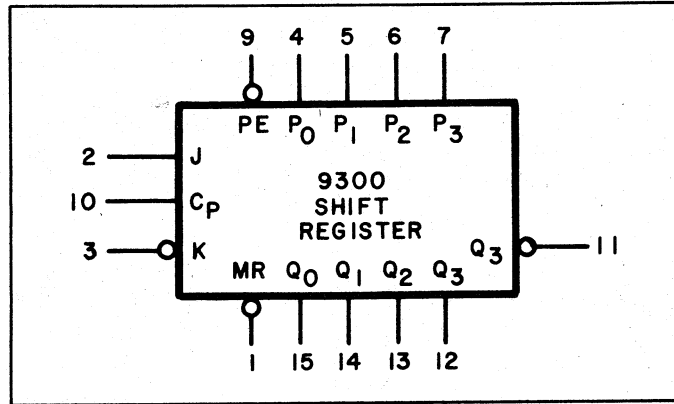 9 4 5 6 7
PE P0 P1 P2 P3
2 J
9300
10 CP
SHIFT
REGISTER
3 K
Q3 11
MR Q0 Q1 Q2 Q3
1 15 14 13 12